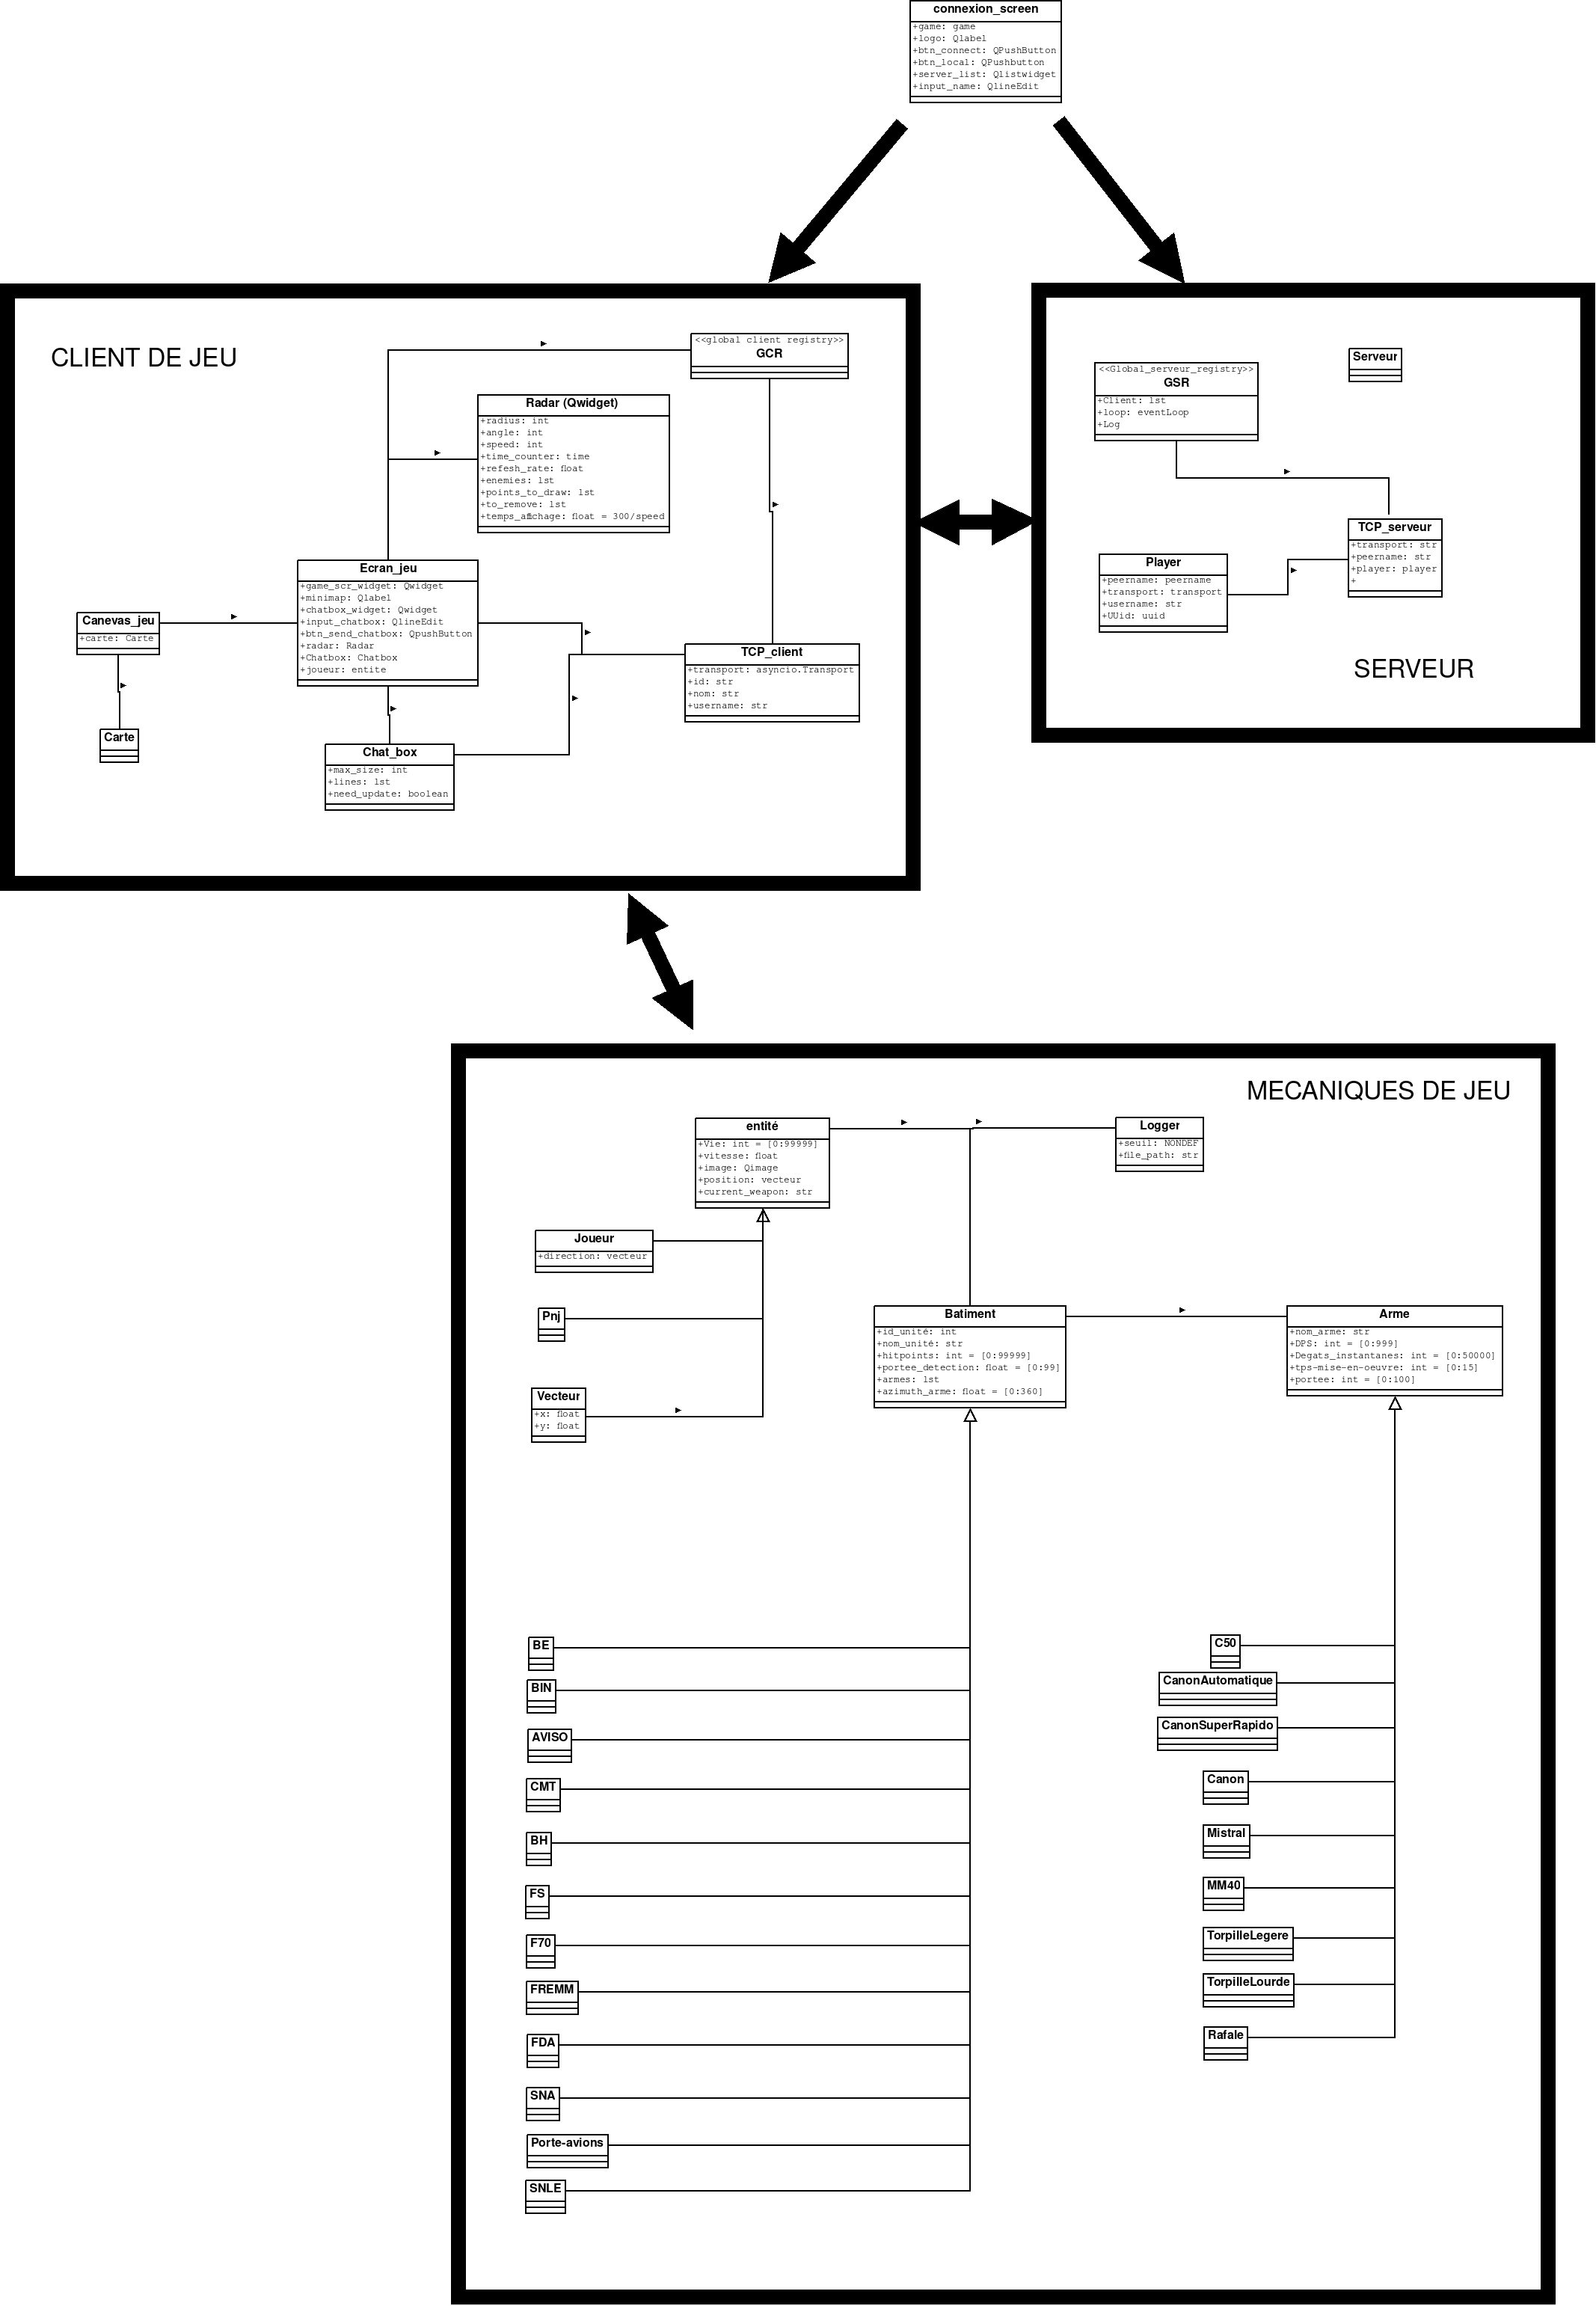 connexion_screen
+game: game
+logo: Qlabel
+btn_connect: QPushButton
+btn_local: QPushbutton
+server_list: Qlistwidget
+input_name: QlineEdit
CLIENT DE JEU
<<global client registry>>
GCR
Radar (Qwidget)
+radius: int
+angle: int
+speed: int
+time_counter: time
+refesh_rate: float
+enemies: lst
+points_to_draw: lst
+to_remove: lst
+temps_affichage: float = 300/speed
Ecran_jeu
+game_scr_widget: Qwidget
+minimap: Qlabel
+chatbox_widget: Qwidget
+input_chatbox: QlineEdit
+btn_send_chatbox: QpushButton
+radar: Radar
+Chatbox: Chatbox
+joueur: entite
Canevas_jeu
+carte: Carte
Carte
TCP_client
+transport: asyncio.Transport
+id: str
+nom: str
+username: str
Chat_box
+max_size: int
+lines: lst
+need_update: boolean
<<Global_serveur_registry>>
GSR
+Client: lst
+loop: eventLoop
+Log
Serveur
TCP_serveur
+transport: str
+peername: str
+player: player
+
Player
+peername: peername
+transport: transport
+username: str
+UUid: uuid
SERVEUR
MECANIQUES DE JEU
entité
+Vie: int = [0:99999]
+vitesse: float
+image: Qimage
+position: vecteur
+current_weapon: str
Logger
+seuil: NONDEF
+file_path: str
Joueur
+direction: vecteur
Pnj
Vecteur
+x: float
+y: float
Batiment
+id_unité: int
+nom_unité: str
+hitpoints: int = [0:99999]
+portee_detection: float = [0:99]
+armes: lst
+azimuth_arme: float = [0:360]
Arme
+nom_arme: str
+DPS: int = [0:999]
+Degats_instantanes: int = [0:50000]
+tps-mise-en-oeuvre: int = [0:15]
+portee: int = [0:100]
BE
BIN
AVISO
CMT
BH
FS
F70
FREMM
FDA
SNA
Porte-avions
SNLE
C50
CanonAutomatique
CanonSuperRapido
Canon
Mistral
MM40
TorpilleLegere
TorpilleLourde
Rafale